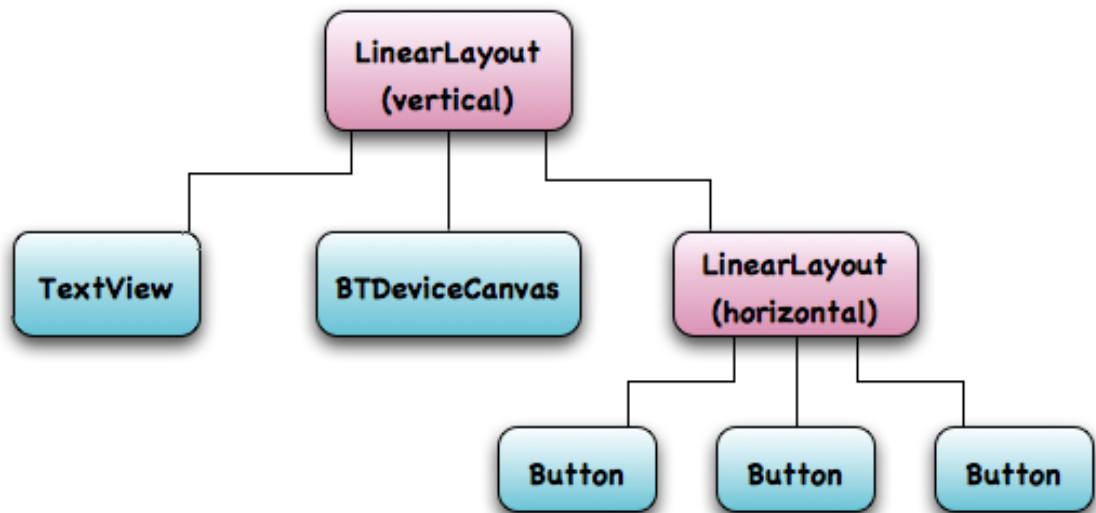 LinearLayout
(vertical)
TextView
BTDeviceCanvas
LinearLayout
(horizontal)
Button
Button
Button